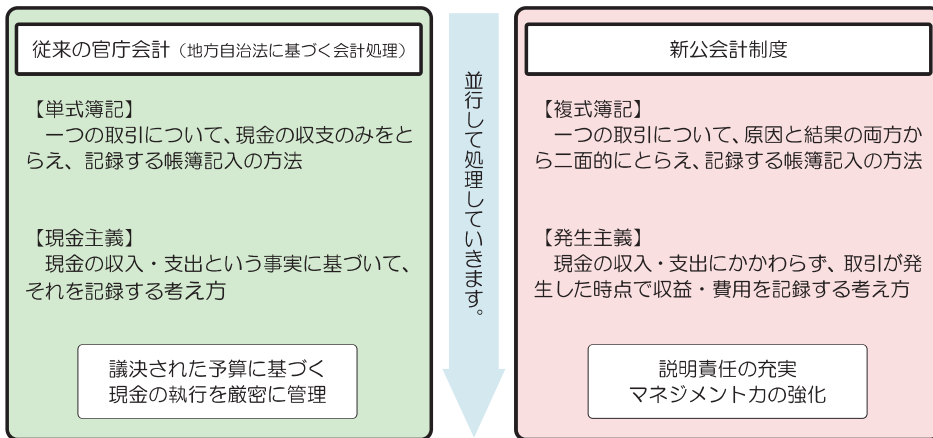 従来の官庁会計（地方自治法に基づく会計処理）
【単式簿記】
一つの取引について、現金の収支のみをと
らえ、記録する帳簿記入の方法
【現金主義】
現金の収入・支出という事実に基づいて、
それを記録する考え方
議決された予算に基づく
現金の執行を厳密に管理
並行して処理していきます。
新公会計制度
【複式簿記】
一つの取引について、原因と結果の両方か
ら二面的にとらえ、記録する帳簿記入の方法
【発生主義】
現金の収入・支出にかかわらず、取引が発
生した時点で収益・費用を記録する考え方
説明責任の充実
マネジメント力の強化